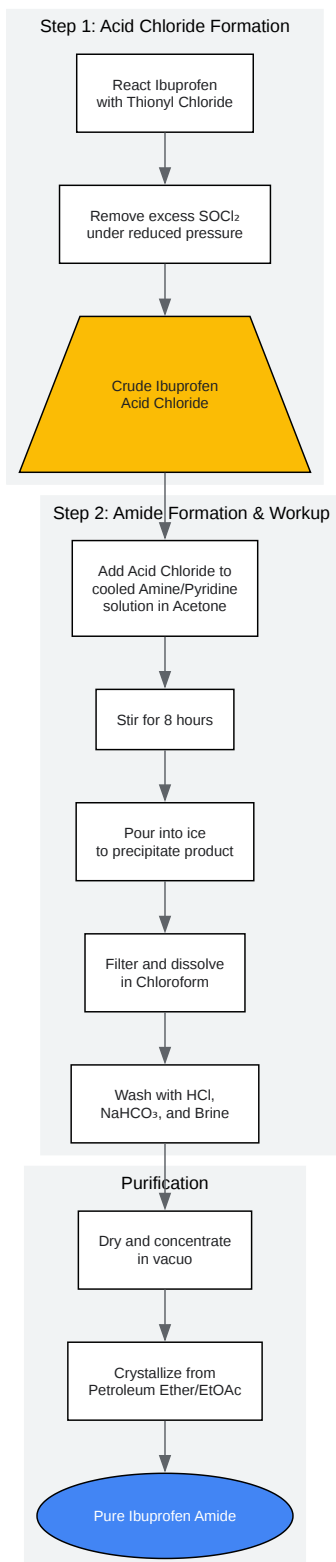 Step 1: Acid Chloride Formation
React Ibuprofen
with Thionyl Chloride
Remove excess SOCl₂
under reduced pressure
Crude Ibuprofen
Acid Chloride
Step 2: Amide Formation & Workup
Add Acid Chloride to
cooled Amine/Pyridine
solution in Acetone
Stir for 8 hours
Pour into ice
to precipitate product
Filter and dissolve
in Chloroform
Wash with HCl,
NaHCO₃, and Brine
Purification
Dry and concentrate
in vacuo
Crystallize from
Petroleum Ether/EtOAc
Pure Ibuprofen Amide